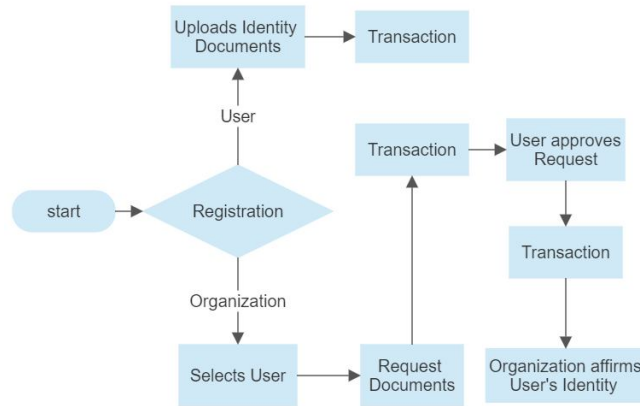 Uploads Identity
Documents
Transaction
User
Transaction
User approves
Request
start
Registration
Transaction
Organization
Selects User
Request
Documents
Organization affirms
User's Identity